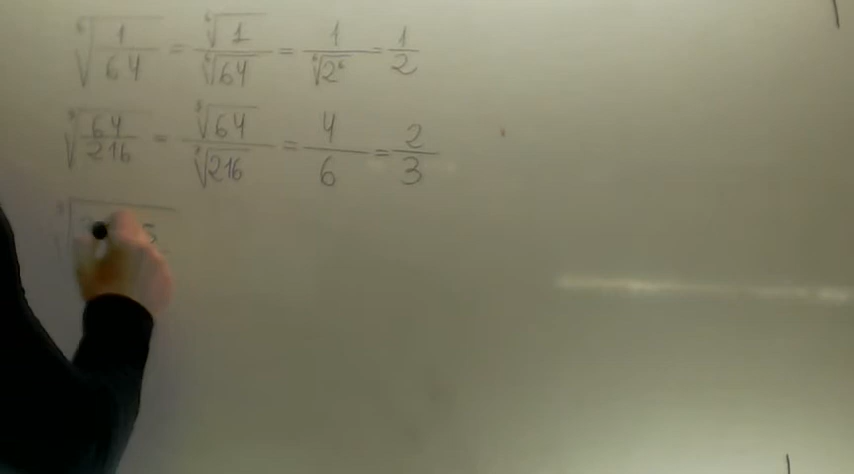 ⁶√(1/64) = ⁶√1/⁶√64 = 1/⁶√2⁶ = 1/2
³√(64/216) = ³√64/³√216 = 4/6 = 2/3